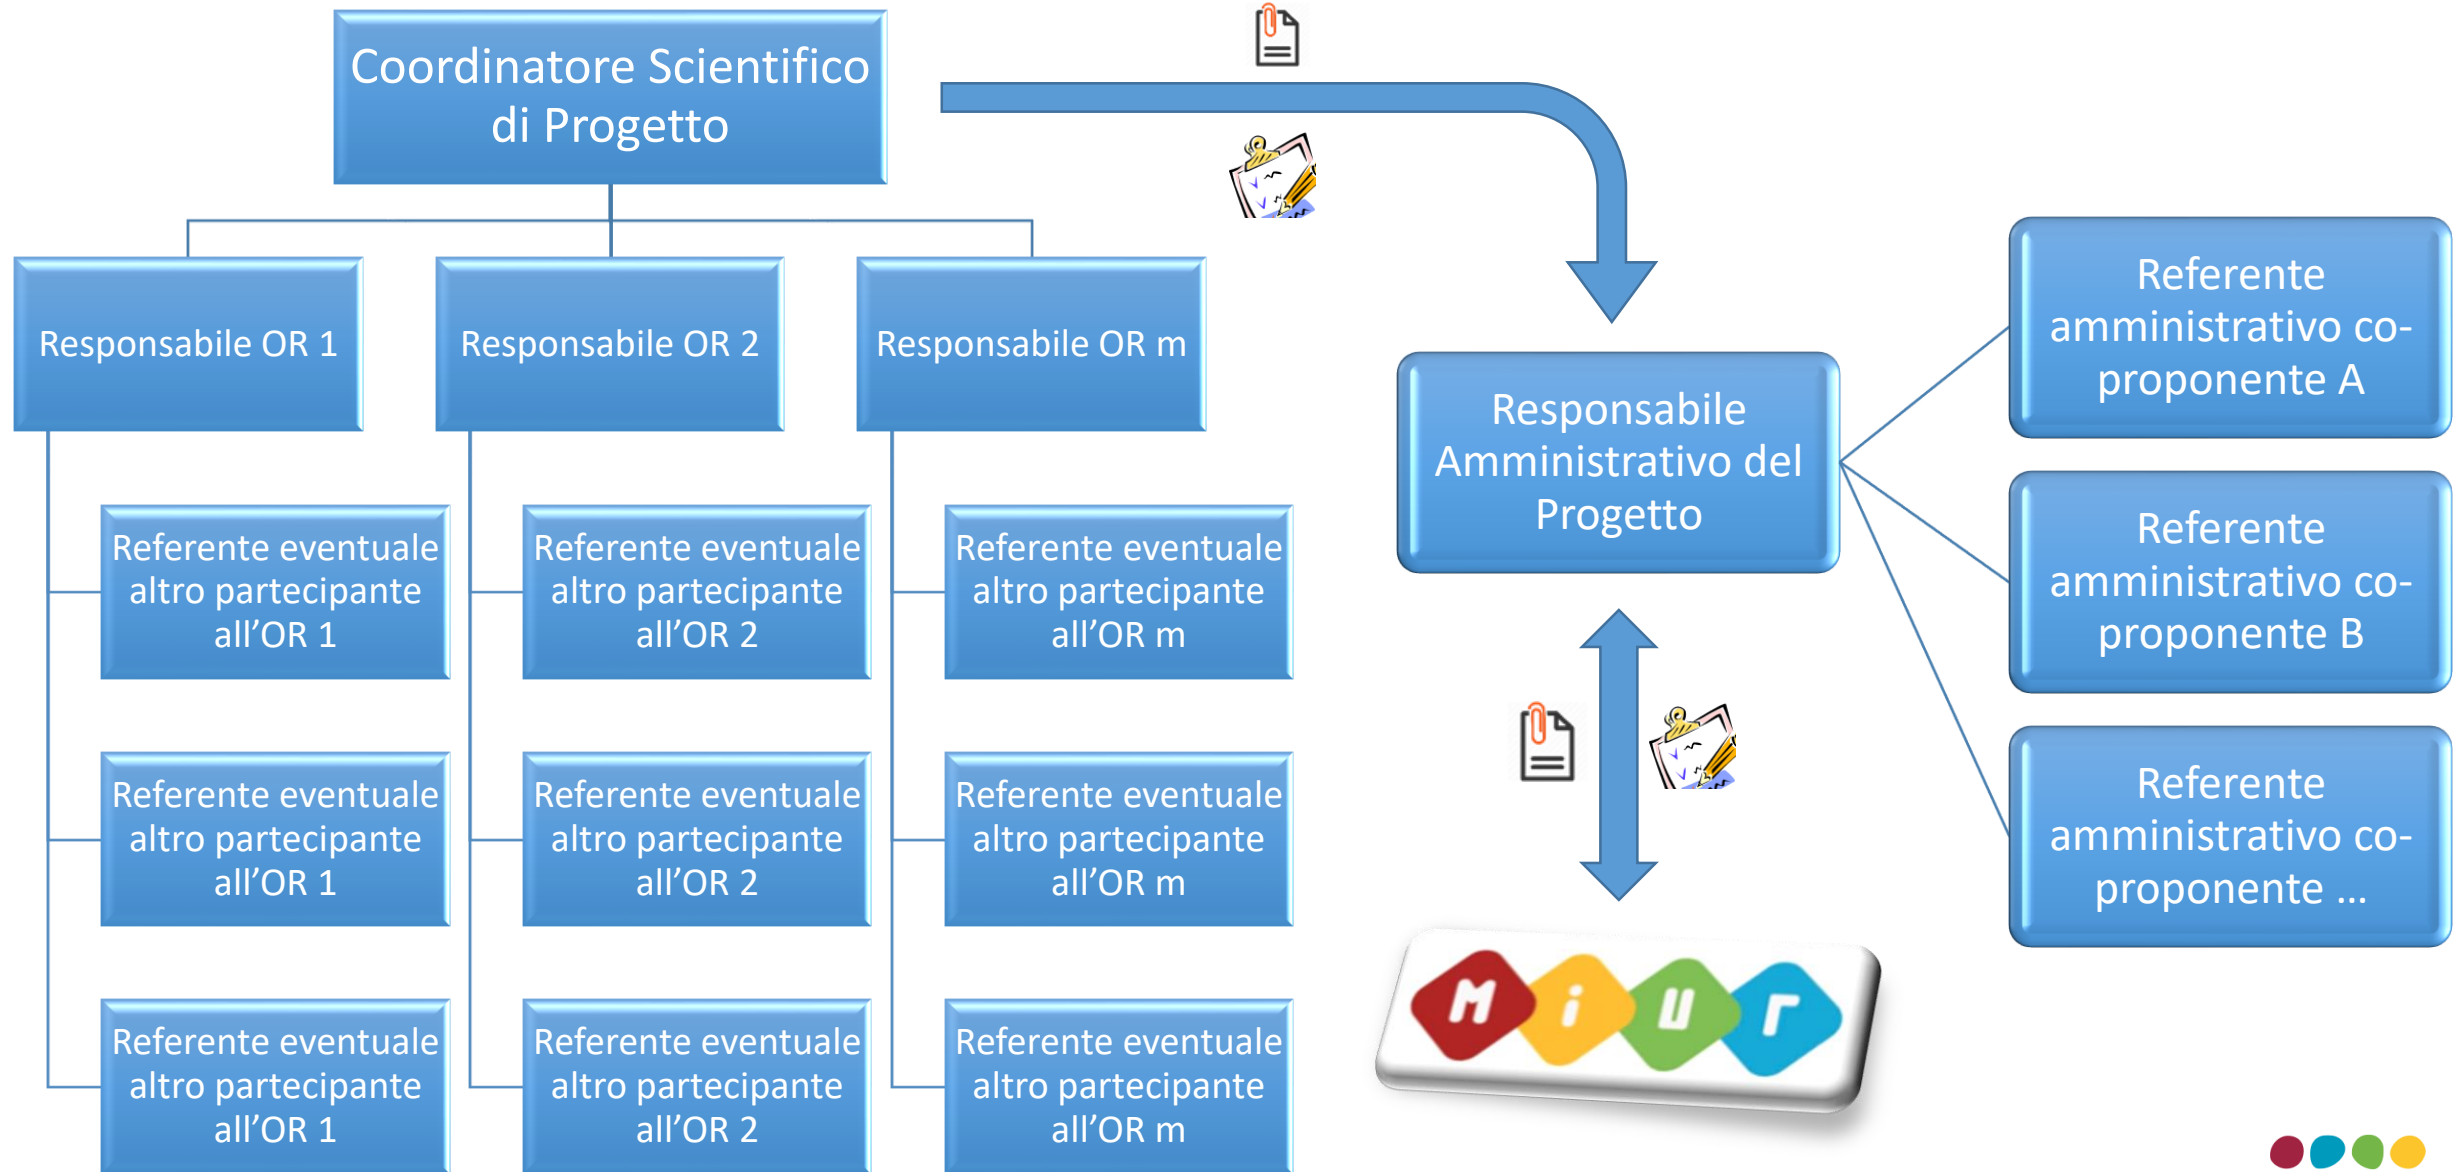 Coordinatore Scientifico
di Progetto
Responsabile OR 1
Responsabile OR 2
Responsabile OR m
Referente eventuale
altro partecipante
all’OR 1
Referente eventuale
altro partecipante
all’OR 2
Referente eventuale
altro partecipante
all’OR m
Referente eventuale
altro partecipante
all’OR 1
Referente eventuale
altro partecipante
all’OR 2
Referente eventuale
altro partecipante
all’OR m
Referente eventuale
altro partecipante
all’OR 1
Referente eventuale
altro partecipante
all’OR 2
Referente eventuale
altro partecipante
all’OR m
Responsabile
Amministrativo del
Progetto
Referente
amministrativo co-
proponente A
Referente
amministrativo co-
proponente B
Referente
amministrativo co-
proponente ...
Miur